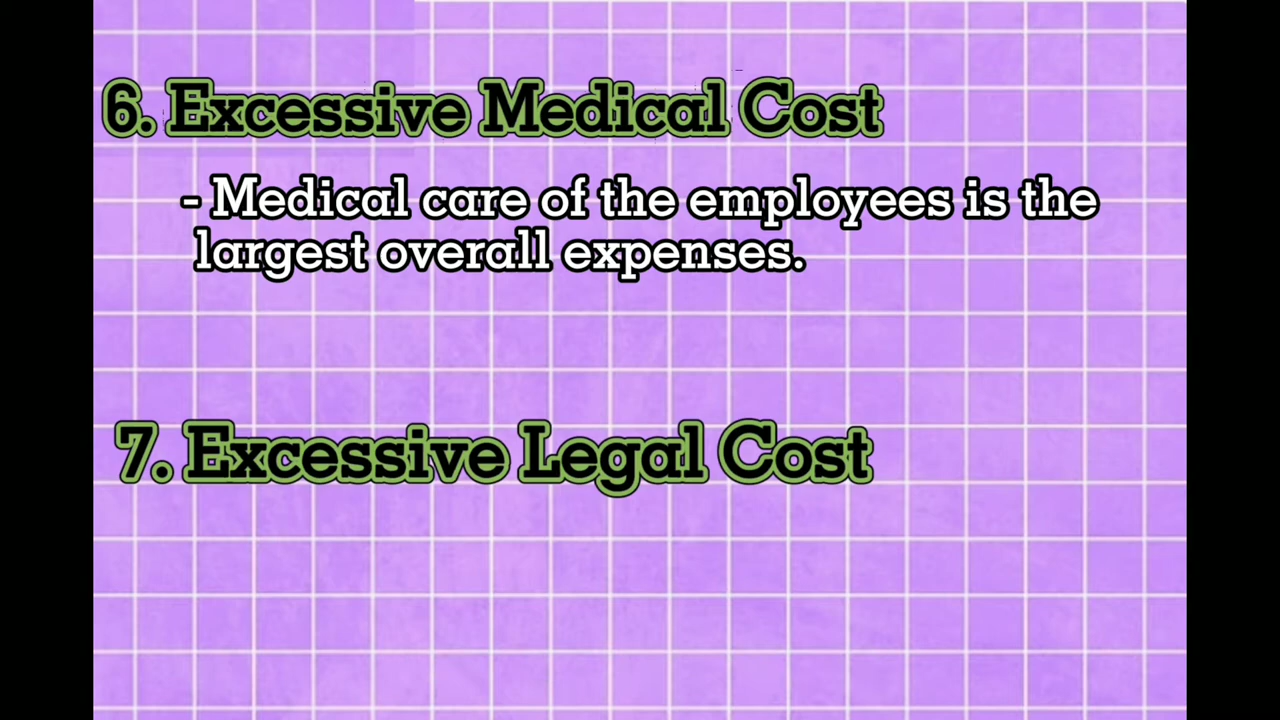 6. Excessive Medical Cost
- Medical care of the employees is the
largest overall expenses.
7. Excessive Legal Cost